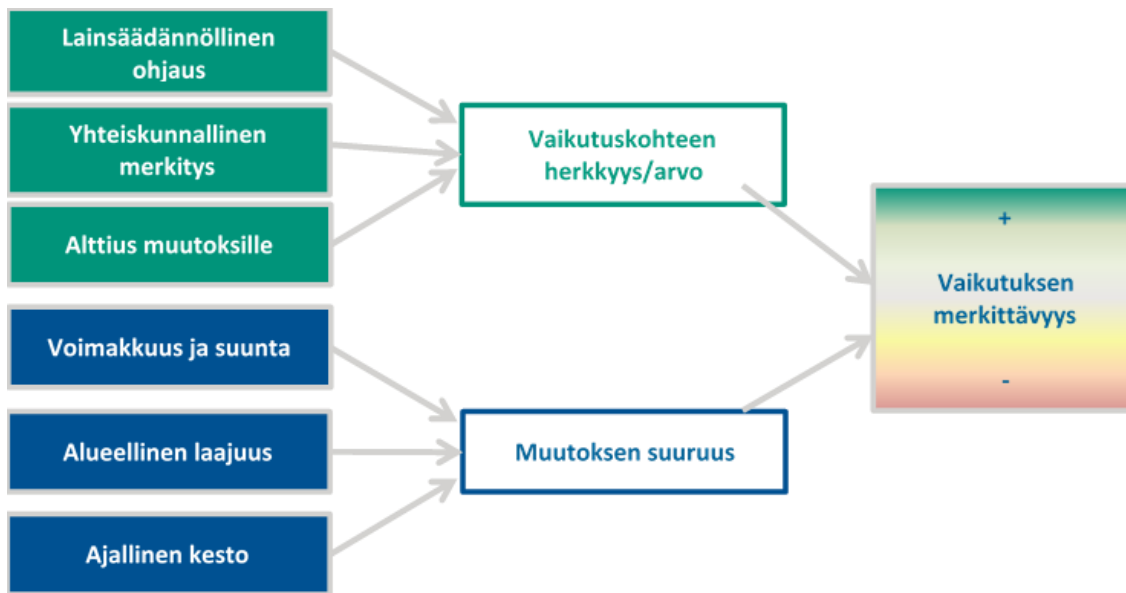 Lainsäädännöllinen
ohjaus
Yhteiskunnallinen
merkitys
Alttius muutoksille
Voimakkuus ja suunta
Alueellinen laajuus
Ajallinen kesto
Vaikutuskohteen
herkkyys/arvo
Muutoksen suuruus
+
Vaikutuksen
merkittävyys
-